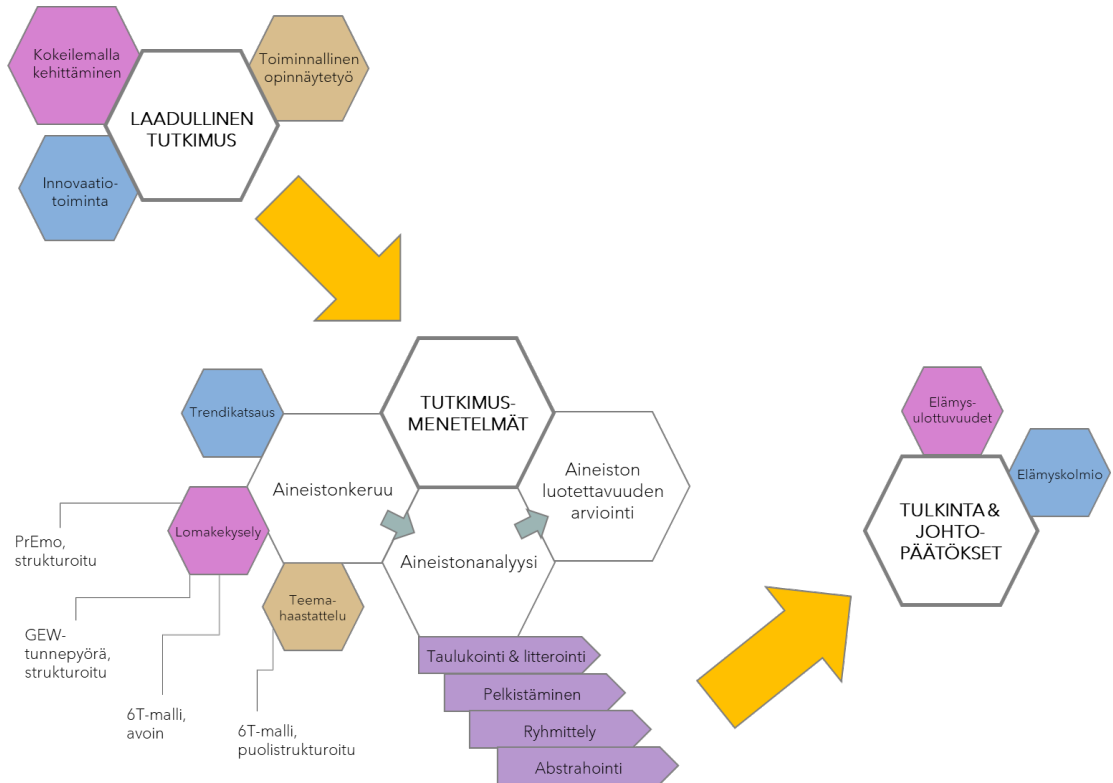 Kokeilemalla
kehittäminen
Toiminnallinen
opinnäytetyö
LAADULLINEN
TUTKIMUS
Innovaatio-
toiminta
TUTKIMUS-
MENETELMÄT
Trendikatsaus
Aineistonkeruu
Lomakekysely
Teema-
haastattelu
PrEmo,
strukturoitu
GEW-
tunnepyörä,
strukturoitu
6T-malli,
avoin
6T-malli,
puolistrukturoitu
Aineistonanalyysi
Aineiston
luotettavuuden
arviointi
Taulukointi & litterointi
Pelkistäminen
Ryhmittely
Abstrahointi
Elämys-
ulottuvuudet
Elämyskolmio
TULKINTA &
JOHTO-
PÄÄTÖKSET